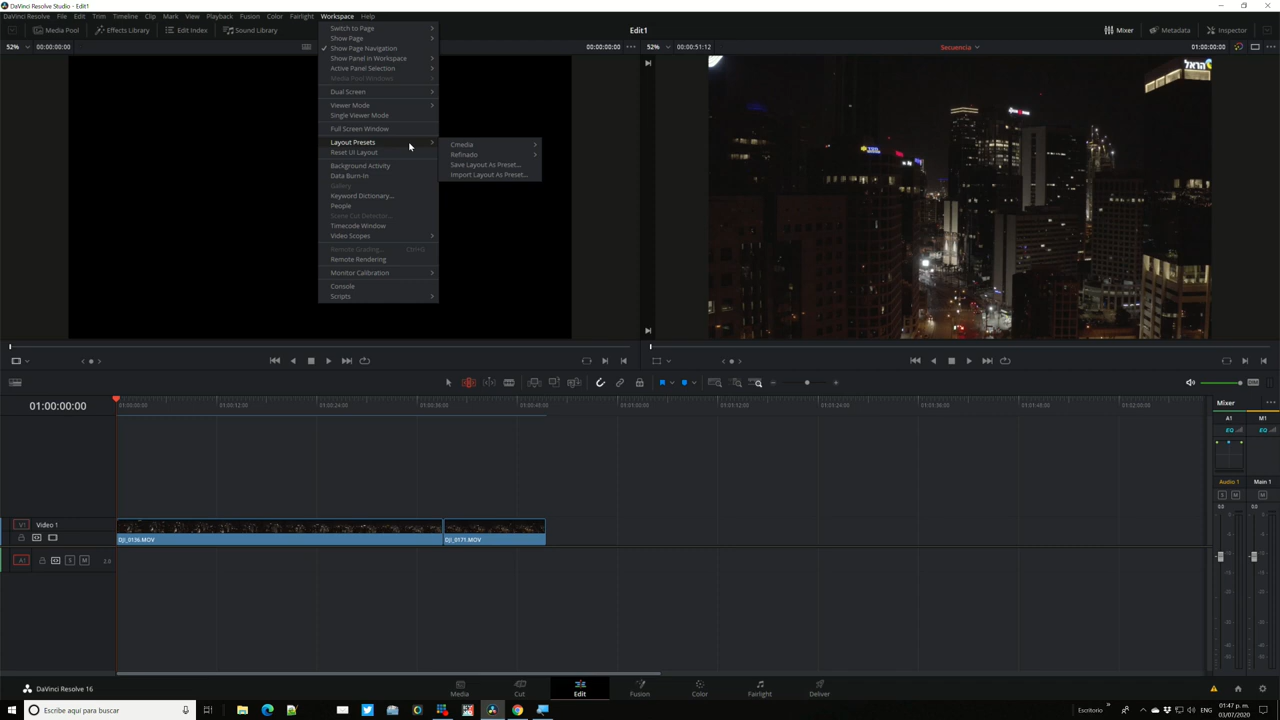 DaVinci Resolve Studio - Edit1
DaVinci Resolve File Edit Trim Timeline Clip Mark View Playback Fusion Color Fairlight Workspace Help
Media Pool Effects Library Edit Index Sound Library Edit1 Mixer Metadata Inspector
52% 00:00:00:00 00:00:00:00 52% 00:00:51:12 Secuencia 01:00:00:00
Switch to Page
Show Page
Show Page Navigation
Show Panel in Workspace
Active Panel Selection
Media Pool Windows
Dual Screen
Viewer Mode
Single Viewer Mode
Full Screen Window
Layout Presets
Reset UI Layout
Background Activity
Data Burn-In
Gallery
Keyword Dictionary...
People
Scene Cut Detector...
Timecode Window
Video Scopes
Remote Grading... Ctrl+G
Remote Rendering
Monitor Calibration
Console
Scripts
Cmedia
Refinado
Save Layout As Preset...
Import Layout As Preset...
הראל
DIM
01:00:00:00
01:00:00:00 01:00:12:00 01:00:24:00 01:00:36:00 01:00:48:00 01:01:00:00 01:01:12:00 01:01:24:00 01:01:36:00 01:01:48:00 01:02:00:00
Mixer
A1 M1
EQ EQ
Audio 1 Main 1
S M M
0.0 0.0
V1 Video 1
DJI_0136.MOV DJI_0171.MOV
A1 S M 2.0
DaVinci Resolve 16
Media Cut Edit Fusion Color Fairlight Deliver
Escribe aquí para buscar
Escritorio
ENG
01:47 p. m.
03/07/2020